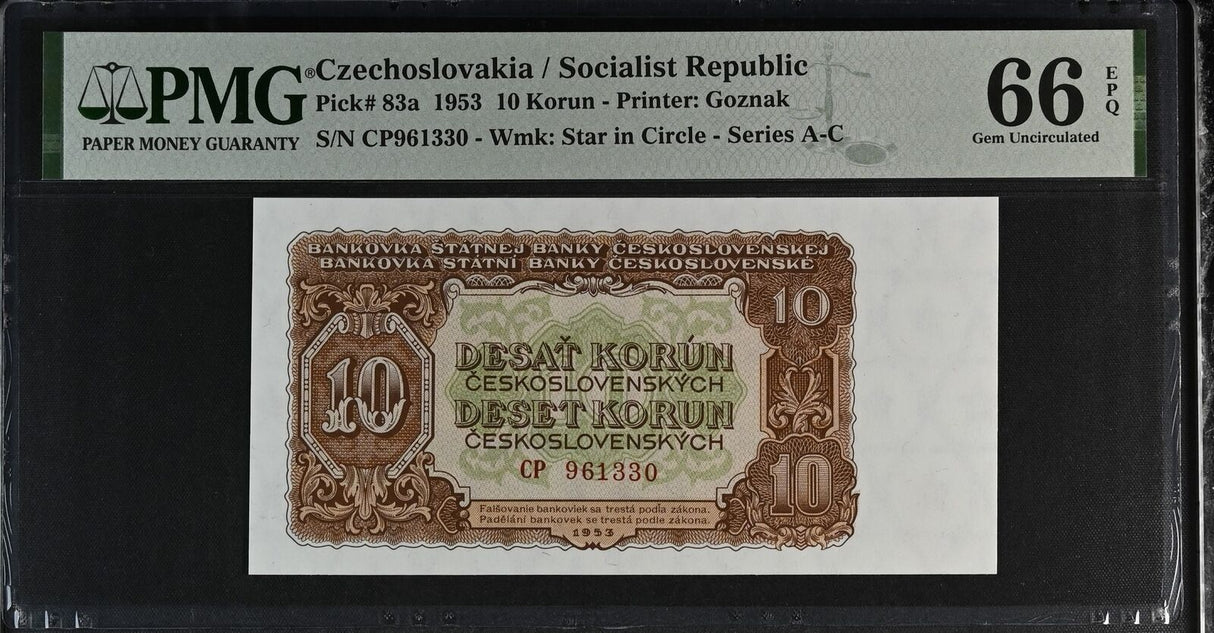 PMG® Czechoslovakia / Socialist Republic
PAPER MONEY GUARANTY
Pick# 83a 1953 10 Korun - Printer: Goznak
S/N CP961330 - Wmk: Star in Circle - Series A-C
66 EPQ
Gem Uncirculated
BANKOVKA ŠTÁTNEJ BANKY ČESKOSLOVENSKEJ
BANKOVKA STÁTNÍ BANKY ČESKOSLOVENSKÉ
10
10
DESAŤ KORÚN
ČESKOSLOVENSKÝCH
DESET KORUN
ČESKOSLOVENSKÝCH
CP 961330
10
Falšovanie bankoviek sa trestá podľa zákona.
Padělání bankovek se trestá podle zákona.
1953